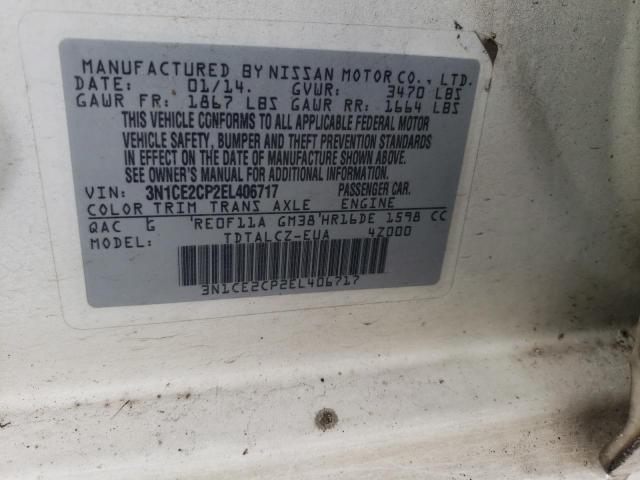 MANUFACTURED BY NISSAN MOTOR CO., LTD.
DATE: 01/14. GVWR: 3470 LBS
GAWR FR: 1867 LBS GAWR RR: 1664 LBS
THIS VEHICLE CONFORMS TO ALL APPLICABLE FEDERAL MOTOR
VEHICLE SAFETY, BUMPER AND THEFT PREVENTION STANDARDS
IN EFFECT ON THE DATE OF MANUFACTURE SHOWN ABOVE.
SEE OWNER'S MANUAL FOR ADDITIONAL INFORMATION.
VIN: 3N1CE2CP2EL406717 PASSENGER CAR.
COLOR TRIM TRANS AXLE ENGINE
QAC G 'RE0F11A GM38'HR16DE 1598 CC
MODEL: TDTALCZ-EUA 4Z000
3N1CE2CP2EL406717